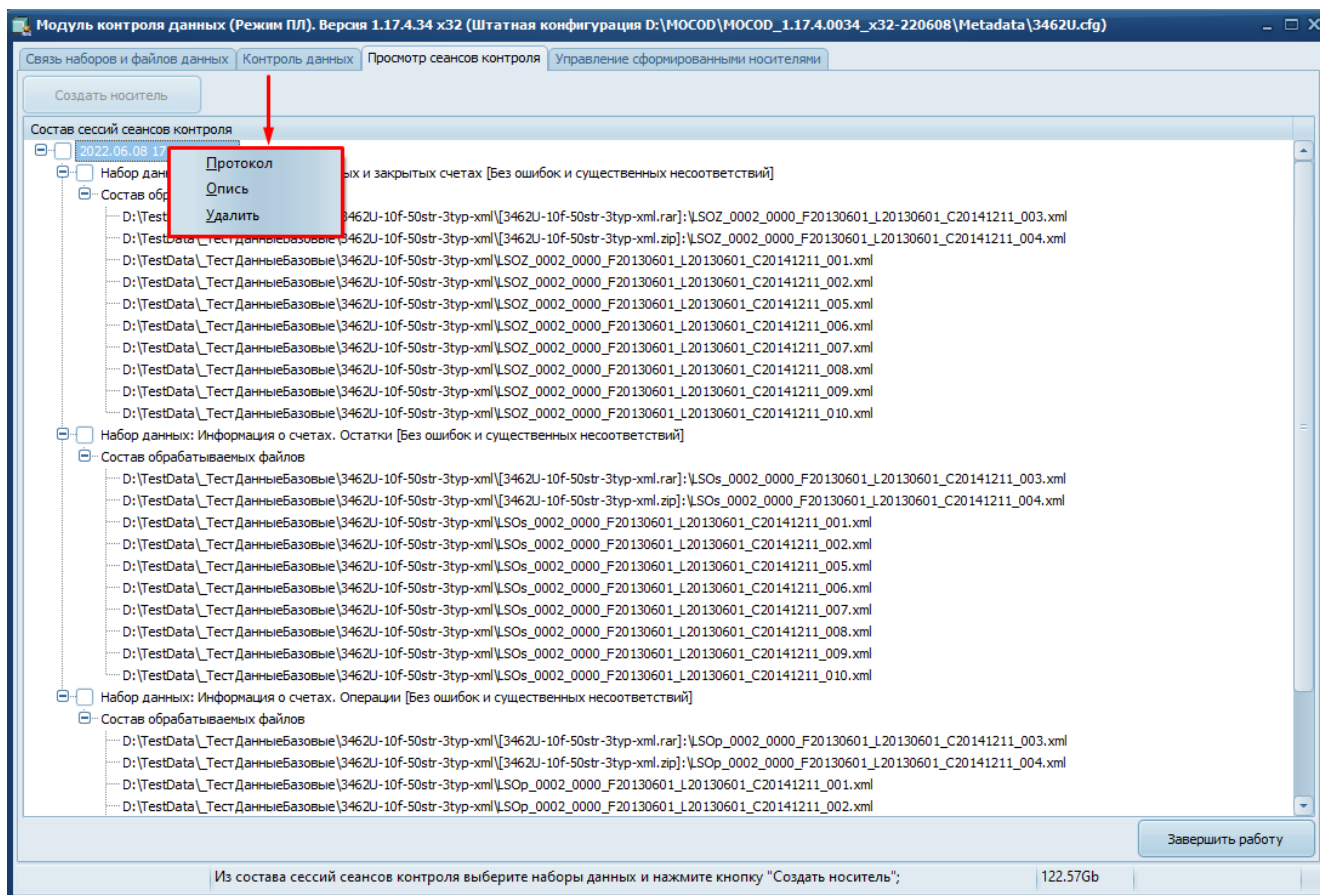 Модуль контроля данных (Режим ПЛ). Версия 1.17.4.34 x32 (Штатная конфигурация D:\MOCOD\MOCOD_1.17.4.0034_x32-220608\Metadata\3462U.cfg)
Связь наборов и файлов данных Контроль данных Просмотр сеансов контроля Управление сформированными носителями
Создать носитель
Состав сессий сеансов контроля
2022.06.08 17
Протокол
Опись
Удалить
Набор дан ых и закрытых счетах [Без ошибок и существенных несоответствий]
Состав обр
D:\Test 3462U-10f-50str-3typ-xml\[3462U-10f-50str-3typ-xml.rar]:\LSOZ_0002_0000_F20130601_L20130601_C20141211_003.xml
D:\TestData\_ТестДанныеБазовые\3462U-10f-50str-3typ-xml\[3462U-10f-50str-3typ-xml.zip]:\LSOZ_0002_0000_F20130601_L20130601_C20141211_004.xml
D:\TestData\_ТестДанныеБазовые\3462U-10f-50str-3typ-xml\LSOZ_0002_0000_F20130601_L20130601_C20141211_001.xml
D:\TestData\_ТестДанныеБазовые\3462U-10f-50str-3typ-xml\LSOZ_0002_0000_F20130601_L20130601_C20141211_002.xml
D:\TestData\_ТестДанныеБазовые\3462U-10f-50str-3typ-xml\LSOZ_0002_0000_F20130601_L20130601_C20141211_005.xml
D:\TestData\_ТестДанныеБазовые\3462U-10f-50str-3typ-xml\LSOZ_0002_0000_F20130601_L20130601_C20141211_006.xml
D:\TestData\_ТестДанныеБазовые\3462U-10f-50str-3typ-xml\LSOZ_0002_0000_F20130601_L20130601_C20141211_007.xml
D:\TestData\_ТестДанныеБазовые\3462U-10f-50str-3typ-xml\LSOZ_0002_0000_F20130601_L20130601_C20141211_008.xml
D:\TestData\_ТестДанныеБазовые\3462U-10f-50str-3typ-xml\LSOZ_0002_0000_F20130601_L20130601_C20141211_009.xml
D:\TestData\_ТестДанныеБазовые\3462U-10f-50str-3typ-xml\LSOZ_0002_0000_F20130601_L20130601_C20141211_010.xml
Набор данных: Информация о счетах. Остатки [Без ошибок и существенных несоответствий]
Состав обрабатываемых файлов
D:\TestData\_ТестДанныеБазовые\3462U-10f-50str-3typ-xml\[3462U-10f-50str-3typ-xml.rar]:\LSOs_0002_0000_F20130601_L20130601_C20141211_003.xml
D:\TestData\_ТестДанныеБазовые\3462U-10f-50str-3typ-xml\[3462U-10f-50str-3typ-xml.zip]:\LSOs_0002_0000_F20130601_L20130601_C20141211_004.xml
D:\TestData\_ТестДанныеБазовые\3462U-10f-50str-3typ-xml\LSOs_0002_0000_F20130601_L20130601_C20141211_001.xml
D:\TestData\_ТестДанныеБазовые\3462U-10f-50str-3typ-xml\LSOs_0002_0000_F20130601_L20130601_C20141211_002.xml
D:\TestData\_ТестДанныеБазовые\3462U-10f-50str-3typ-xml\LSOs_0002_0000_F20130601_L20130601_C20141211_005.xml
D:\TestData\_ТестДанныеБазовые\3462U-10f-50str-3typ-xml\LSOs_0002_0000_F20130601_L20130601_C20141211_006.xml
D:\TestData\_ТестДанныеБазовые\3462U-10f-50str-3typ-xml\LSOs_0002_0000_F20130601_L20130601_C20141211_007.xml
D:\TestData\_ТестДанныеБазовые\3462U-10f-50str-3typ-xml\LSOs_0002_0000_F20130601_L20130601_C20141211_008.xml
D:\TestData\_ТестДанныеБазовые\3462U-10f-50str-3typ-xml\LSOs_0002_0000_F20130601_L20130601_C20141211_009.xml
D:\TestData\_ТестДанныеБазовые\3462U-10f-50str-3typ-xml\LSOs_0002_0000_F20130601_L20130601_C20141211_010.xml
Набор данных: Информация о счетах. Операции [Без ошибок и существенных несоответствий]
Состав обрабатываемых файлов
D:\TestData\_ТестДанныеБазовые\3462U-10f-50str-3typ-xml\[3462U-10f-50str-3typ-xml.rar]:\LSOp_0002_0000_F20130601_L20130601_C20141211_003.xml
D:\TestData\_ТестДанныеБазовые\3462U-10f-50str-3typ-xml\[3462U-10f-50str-3typ-xml.zip]:\LSOp_0002_0000_F20130601_L20130601_C20141211_004.xml
D:\TestData\_ТестДанныеБазовые\3462U-10f-50str-3typ-xml\LSOp_0002_0000_F20130601_L20130601_C20141211_001.xml
D:\TestData\_ТестДанныеБазовые\3462U-10f-50str-3typ-xml\LSOp_0002_0000_F20130601_L20130601_C20141211_002.xml
Завершить работу
Из состава сессий сеансов контроля выберите наборы данных и нажмите кнопку "Создать носитель"; 122.57Gb